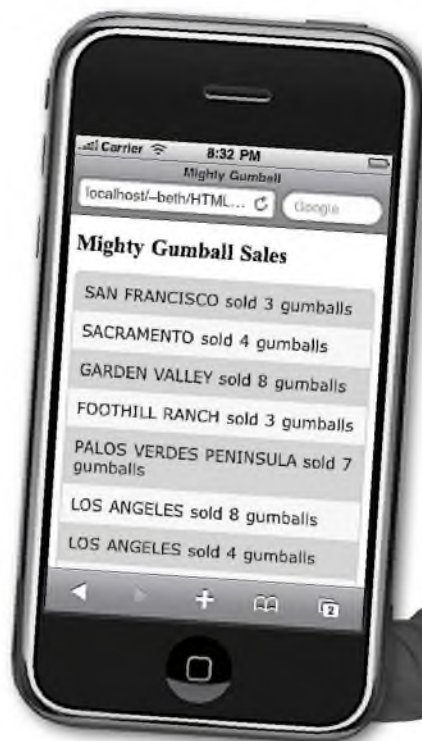 Carrier 8:32 PM
Mighty Gumball
localhost/~beth/HTML... Google
Mighty Gumball Sales
SAN FRANCISCO sold 3 gumballs
SACRAMENTO sold 4 gumballs
GARDEN VALLEY sold 8 gumballs
FOOTHILL RANCH sold 3 gumballs
PALOS VERDES PENINSULA sold 7
gumballs
LOS ANGELES sold 8 gumballs
LOS ANGELES sold 4 gumballs
2